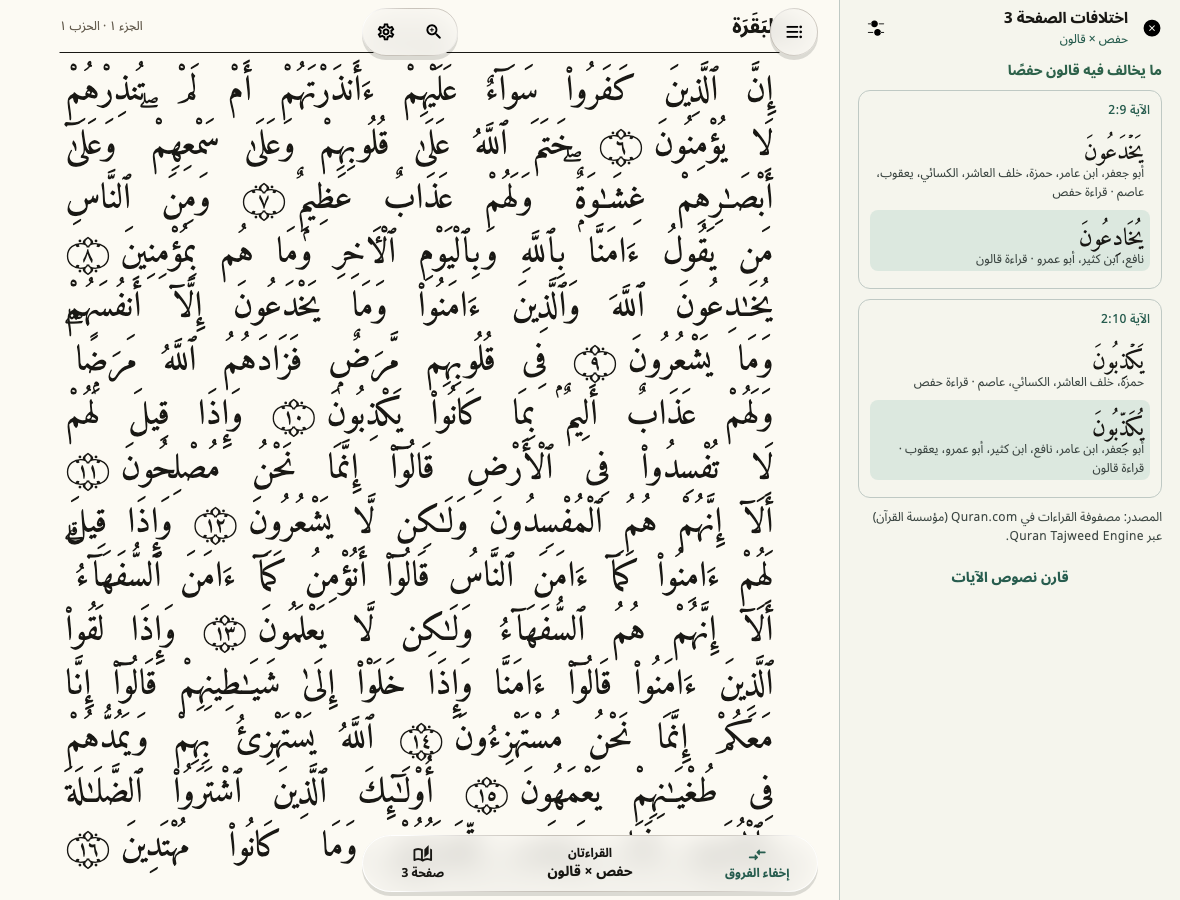 البَقَرَة
الجزء ١ · الحزب ١
إِنَّ ٱلَّذِينَ كَفَرُوا۟ سَوَآءٌ عَلَيْهِمْ ءَأَنذَرْتَهُمْ أَمْ لَمْ تُنذِرْهُمْ
لَا يُؤْمِنُونَ ٦ خَتَمَ ٱللَّهُ عَلَىٰ قُلُوبِهِمْ وَعَلَىٰ سَمْعِهِمْ ۖ وَعَلَىٰٓ
أَبْصَـٰرِهِمْ غِشَـٰوَةٌ ۖ وَلَهُمْ عَذَابٌ عَظِيمٌ ٧ وَمِنَ ٱلنَّاسِ
مَن يَقُولُ ءَامَنَّا بِٱللَّهِ وَبِٱلْيَوْمِ ٱلْـَٔاخِرِ وَمَا هُم بِمُؤْمِنِينَ ٨
يُخَـٰدِعُونَ ٱللَّهَ وَٱلَّذِينَ ءَامَنُوا۟ وَمَا يَخْدَعُونَ إِلَّآ أَنفُسَهُمْ
وَمَا يَشْعُرُونَ ٩ فِى قُلُوبِهِم مَّرَضٌ فَزَادَهُمُ ٱللَّهُ مَرَضًا ۖ
وَلَهُمْ عَذَابٌ أَلِيمٌۢ بِمَا كَانُوا۟ يَكْذِبُونَ ١٠ وَإِذَا قِيلَ لَهُمْ
لَا تُفْسِدُوا۟ فِى ٱلْأَرْضِ قَالُوٓا۟ إِنَّمَا نَحْنُ مُصْلِحُونَ ١١
أَلَآ إِنَّهُمْ هُمُ ٱلْمُفْسِدُونَ وَلَـٰكِن لَّا يَشْعُرُونَ ١٢ وَإِذَا قِيلَ
لَهُمْ ءَامِنُوا۟ كَمَآ ءَامَنَ ٱلنَّاسُ قَالُوٓا۟ أَنُؤْمِنُ كَمَآ ءَامَنَ ٱلسُّفَهَآءُ ۗ
أَلَآ إِنَّهُمْ هُمُ ٱلسُّفَهَآءُ وَلَـٰكِن لَّا يَعْلَمُونَ ١٣ وَإِذَا لَقُوا۟
ٱلَّذِينَ ءَامَنُوا۟ قَالُوٓا۟ ءَامَنَّا وَإِذَا خَلَوْا۟ إِلَىٰ شَيَـٰطِينِهِمْ قَالُوٓا۟ إِنَّا
مَعَكُمْ إِنَّمَا نَحْنُ مُسْتَهْزِءُونَ ١٤ ٱللَّهُ يَسْتَهْزِئُ بِهِمْ وَيَمُدُّهُمْ
فِى طُغْيَـٰنِهِمْ يَعْمَهُونَ ١٥ أُو۟لَـٰٓئِكَ ٱلَّذِينَ ٱشْتَرَوُا۟ ٱلضَّلَـٰلَةَ
وَمَا كَانُوا۟ مُهْتَدِينَ ١٦
إخفاء الفروق
القراءتان
حفص × قالون
صفحة 3
اختلافات الصفحة 3
حفص × قالون
ما يخالف فيه قالون حفصًا
الآية 2:9
يَخْدَعُونَ
أبو جعفر، ابن عامر، حمزة، خلف العاشر، الكسائي، يعقوب،
عاصم · قراءة حفص
يُخَادِعُونَ
نافع، ابن كثير، أبو عمرو · قراءة قالون
الآية 2:10
يَكْذِبُونَ
حمزة، خلف العاشر، الكسائي، عاصم · قراءة حفص
يُكَذِّبُونَ
أبو جعفر، ابن عامر، نافع، ابن كثير، أبو عمرو، يعقوب ·
قراءة قالون
المصدر: مصفوفة القراءات في Quran.com (مؤسسة القرآن)
عبر Quran Tajweed Engine.
قارن نصوص الآيات